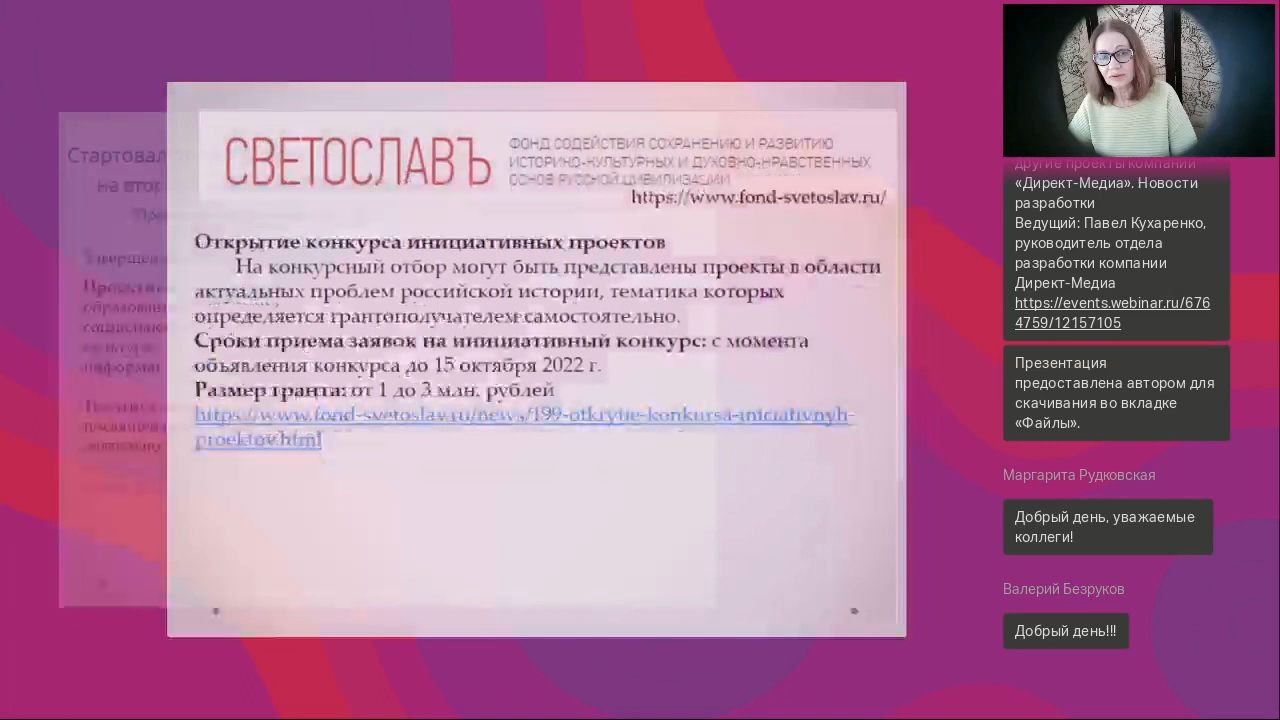 Стартовал
на втор
СВЕТОСЛАВЪ
ФОНД СОДЕЙСТВИЯ СОХРАНЕНИЮ И РАЗВИТИЮ
ИСТОРИКО-КУЛЬТУРНЫХ И ДУХОВНО-НРАВСТВЕННЫХ
ОСНОВ РУССКОЙ ЦИВИЛИЗАЦИИ
https://www.fond-svetoslav.ru/
Открытие конкурса инициативных проектов
На конкурсный отбор могут быть представлены проекты в области
актуальных проблем российской истории, тематика которых
определяется грантополучателем самостоятельно.
Сроки приема заявок на инициативный конкурс: с момента
объявления конкурса до 15 октября 2022 г.
Размер гранта: от 1 до 3 млн. рублей
https://www.fond-svetoslav.ru/news/199-otkrytie-konkursa-iniciativnyh-
proektov.html
другие проекты компании
«Директ-Медиа». Новости
разработки
Ведущий: Павел Кухаренко,
руководитель отдела
разработки компании
Директ-Медиа
https://events.webinar.ru/676
4759/12157105
Презентация
предоставлена автором для
скачивания во вкладке
«Файлы».
Маргарита Рудковская
Добрый день, уважаемые
коллеги!
Валерий Безруков
Добрый день!!!